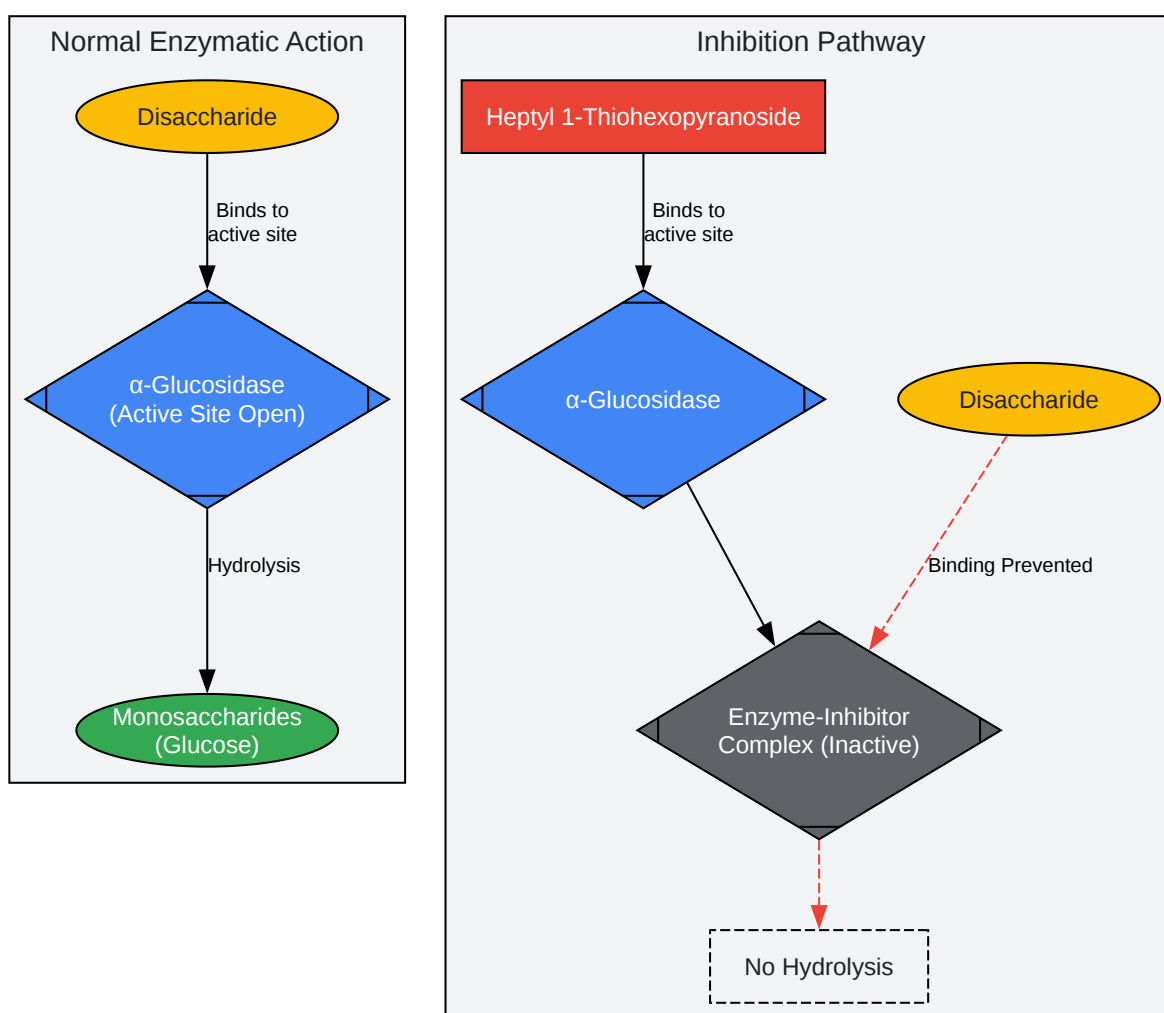 Normal Enzymatic Action
Disaccharide
Binds to
active site
α-Glucosidase
(Active Site Open)
Hydrolysis
Monosaccharides
(Glucose)
Inhibition Pathway
Heptyl 1-Thiohexopyranoside
Binds to
active site
α-Glucosidase
Disaccharide
Binding Prevented
Enzyme-Inhibitor
Complex (Inactive)
No Hydrolysis